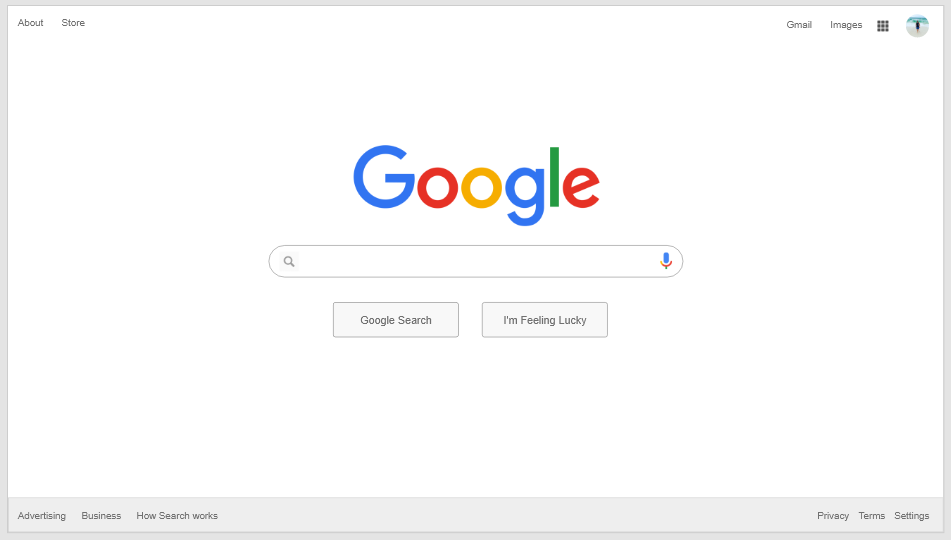 About Store Gmail Images
Google
Google Search I'm Feeling Lucky
Advertising Business How Search works Privacy Terms Settings